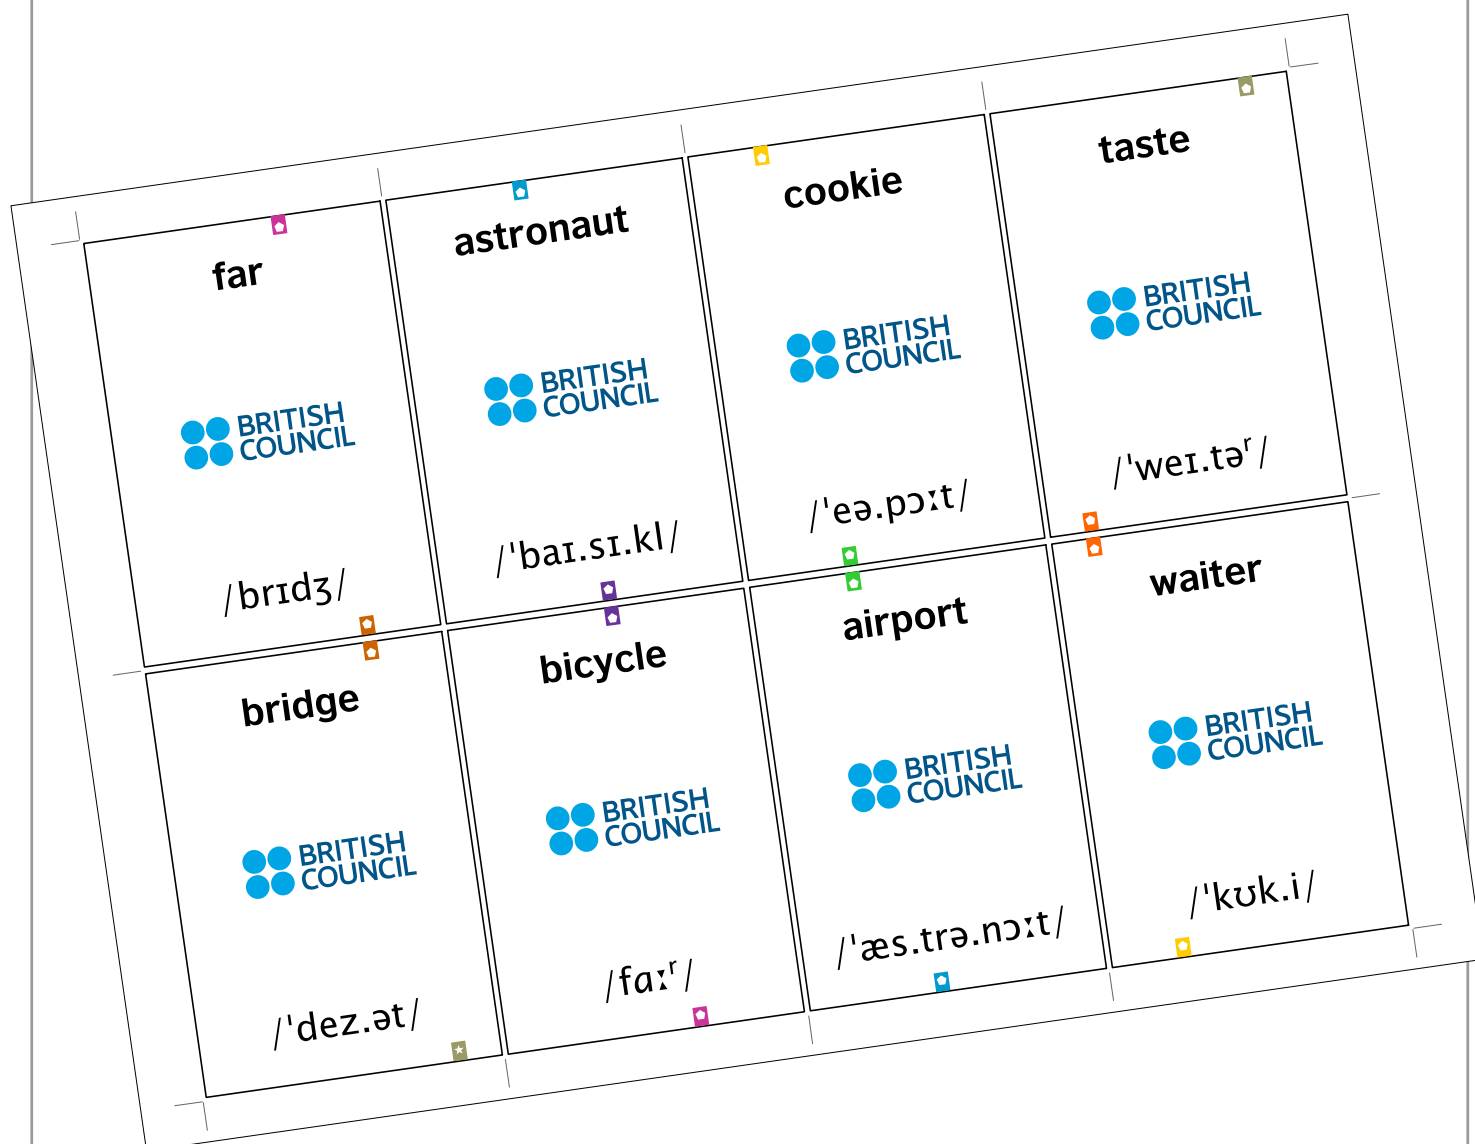 far
BRITISH
COUNCIL
/brɪdʒ/
astronaut
BRITISH
COUNCIL
/ˈbaɪ.sɪ.kl/
cookie
BRITISH
COUNCIL
/ˈeə.pɔːt/
taste
BRITISH
COUNCIL
/ˈweɪ.təʳ/
bridge
BRITISH
COUNCIL
/ˈdez.ət/
bicycle
BRITISH
COUNCIL
/fɑːʳ/
airport
BRITISH
COUNCIL
/ˈæs.trə.nɔːt/
waiter
BRITISH
COUNCIL
/ˈkʊk.i/